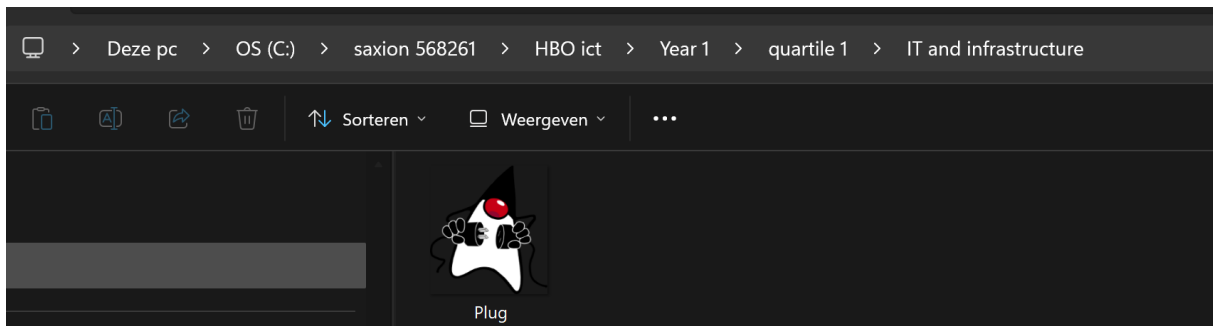 Deze pc > OS (C:) > saxion 568261 > HBO ict > Year 1 > quartile 1 > IT and infrastructure
Sorteren Weergeven
Plug